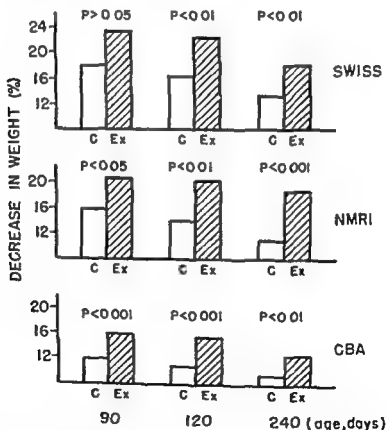 P>0.05 P<0.01 P<0.01
24
20
16
12
SWISS
C Ex C Ex C Ex
P<0.05 P<0.01 P<0.001
20
16
12
NMRI
C Ex C Ex C Ex
DECREASE IN WEIGHT (%)
P<0.001 P<0.001 P<0.01
20
16
12
CBA
C Ex C Ex C Ex
90 120 240 (age,days)